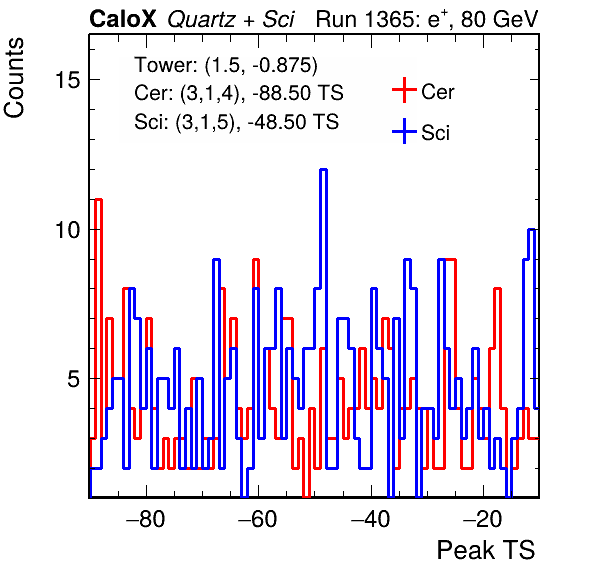 CaloX Quartz + Sci Run 1365: e⁺, 80 GeV
Counts
Tower: (1.5, -0.875)
Cer: (3,1,4), -88.50 TS
Sci: (3,1,5), -48.50 TS
Cer
Sci
15
10
5
−80 −60 −40 −20
Peak TS